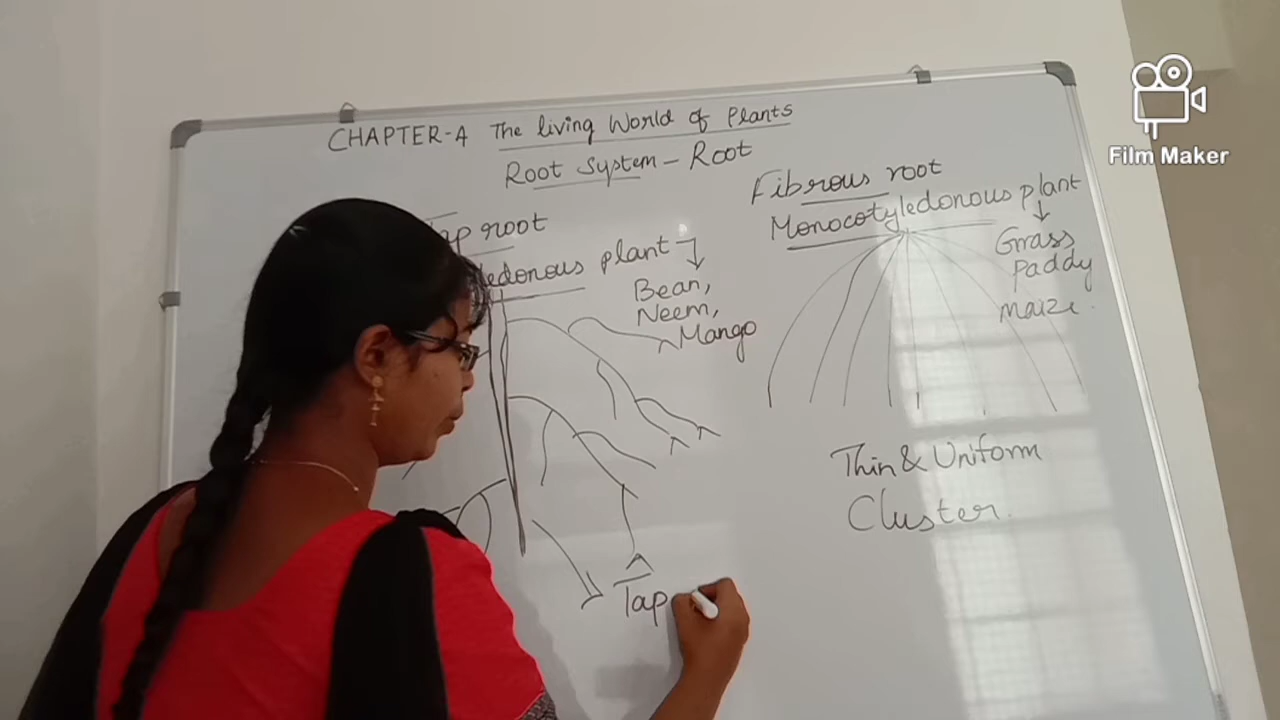 CHAPTER-4 The living World of Plants
Root System - Root
Tap root
ledonous plant
Bean,
Neem,
Mango
Tap
Fibrous root
Monocotyledonous plant
Grass
Paddy
Maize.
Thin & Uniform
Cluster.
Film Maker